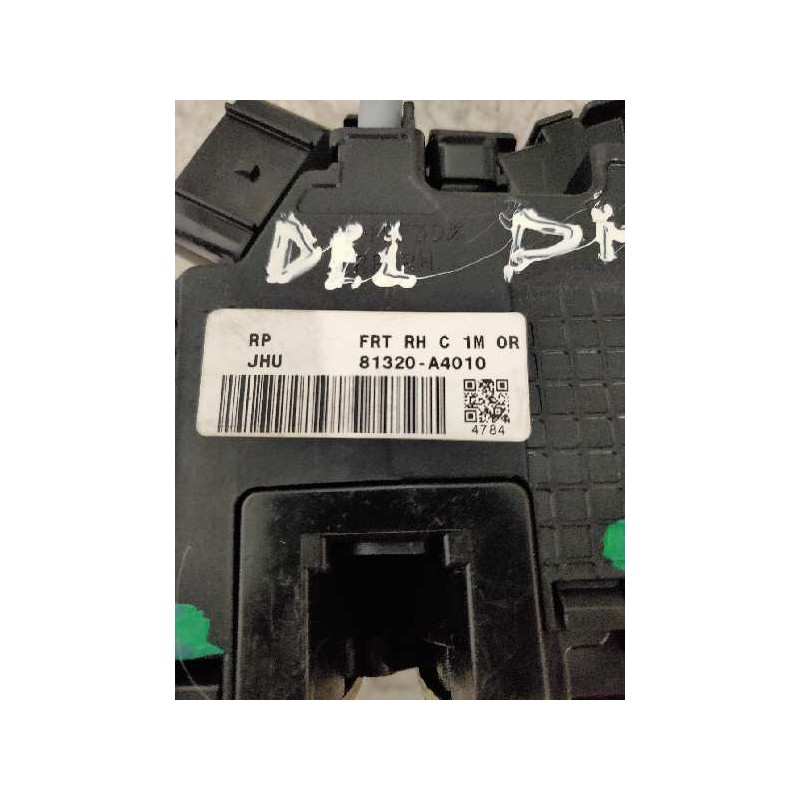 DEL
RP FRT RH C 1M OR
JHU 81320-A4010
4784